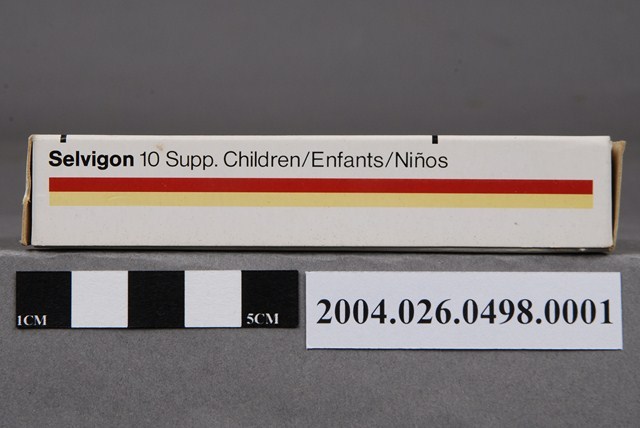 Selvigon 10 Supp. Children/Enfants/Niños
1CM 5CM
2004.026.0498.0001